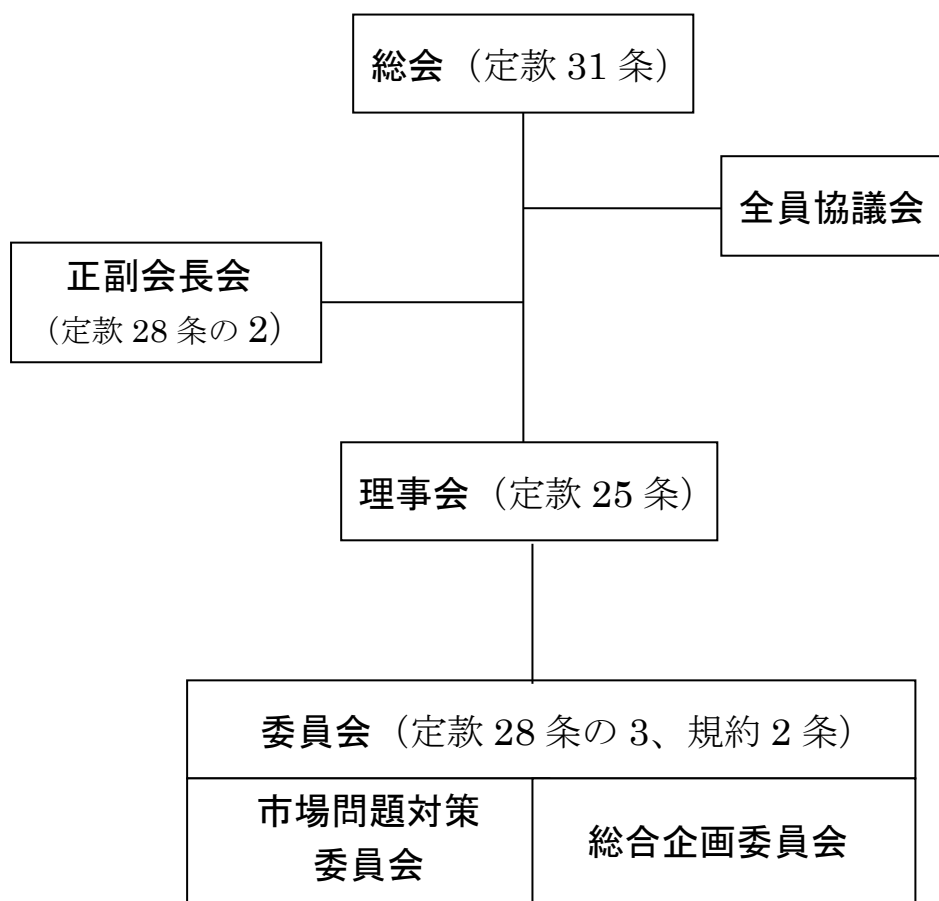 総会（定款 31 条）
全員協議会
正副会長会
（定款 28 条の 2）
理事会（定款 25 条）
委員会（定款 28 条の 3、規約 2 条）
市場問題対策
委員会
総合企画委員会